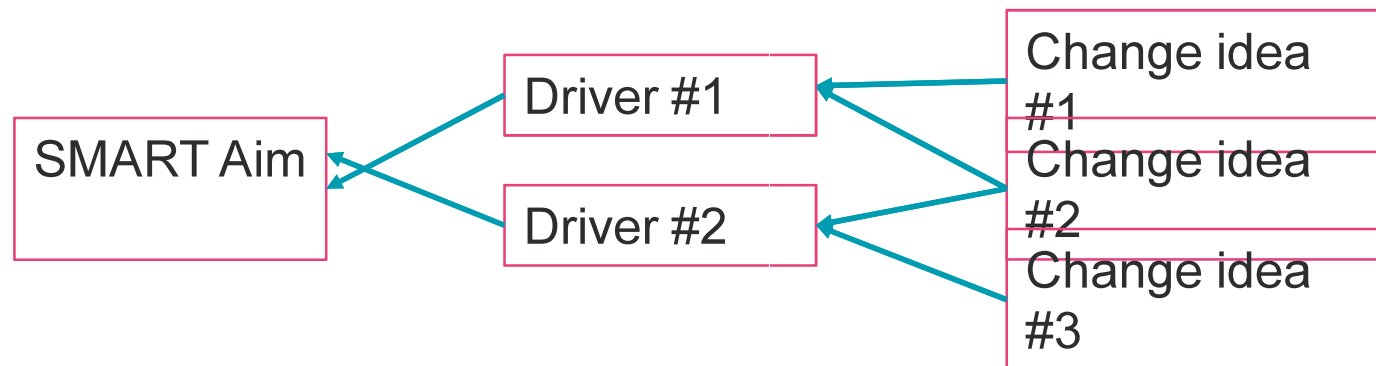 SMART Aim
Driver #1
Driver #2
Change idea
#1
Change idea
#2
Change idea
#3